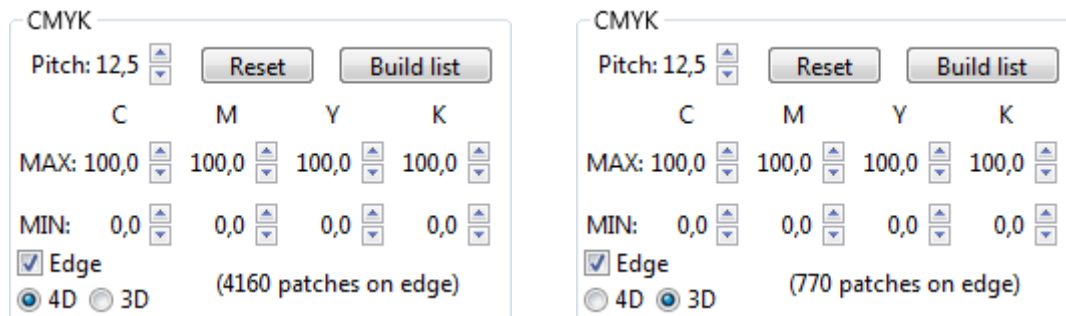 CMYK
Pitch: 12,5 Reset Build list
C M Y K
MAX: 100,0 100,0 100,0 100,0
MIN: 0,0 0,0 0,0 0,0
Edge
4D 3D (4160 patches on edge)
CMYK
Pitch: 12,5 Reset Build list
C M Y K
MAX: 100,0 100,0 100,0 100,0
MIN: 0,0 0,0 0,0 0,0
Edge
4D 3D (770 patches on edge)